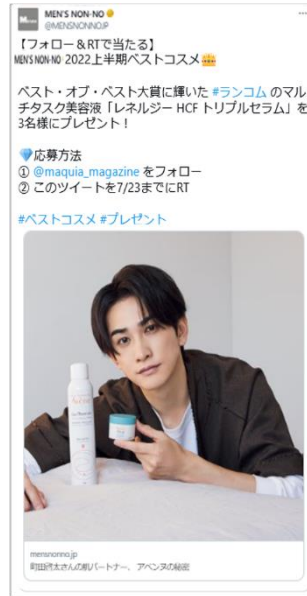 MEN'S NON-NO
@MENSNONNOJP
【フォロー＆RTで当たる】
MEN'S NON-NO 2022上半期ベストコスメ👑
ベスト・オブ・ベスト大賞に輝いた #ランコム のマル
チタスク美容液「レネルジー HCF トリプルセラム」を
3名様にプレゼント！
💎応募方法
① @maquia_magazine をフォロー
② このツイートを7/23までにRT
#ベストコスメ #プレゼント
mensnonno.jp
町田啓太さんの肌パートナー、アベンヌの秘密